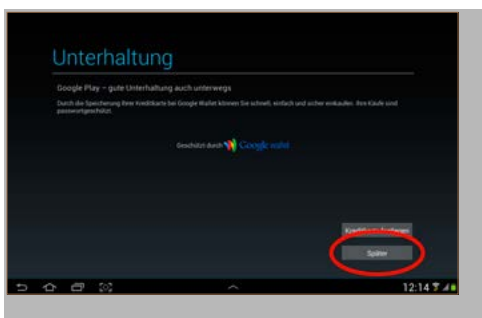 Unterhaltung
Google Play – gute Unterhaltung auch unterwegs
Durch die Speicherung Ihrer Kreditkarte bei Google Wallet können Sie schnell, einfach und sicher einkaufen. Ihre Käufe sind
passwortgeschützt.
Geschützt durch Google wallet
Später
12:14